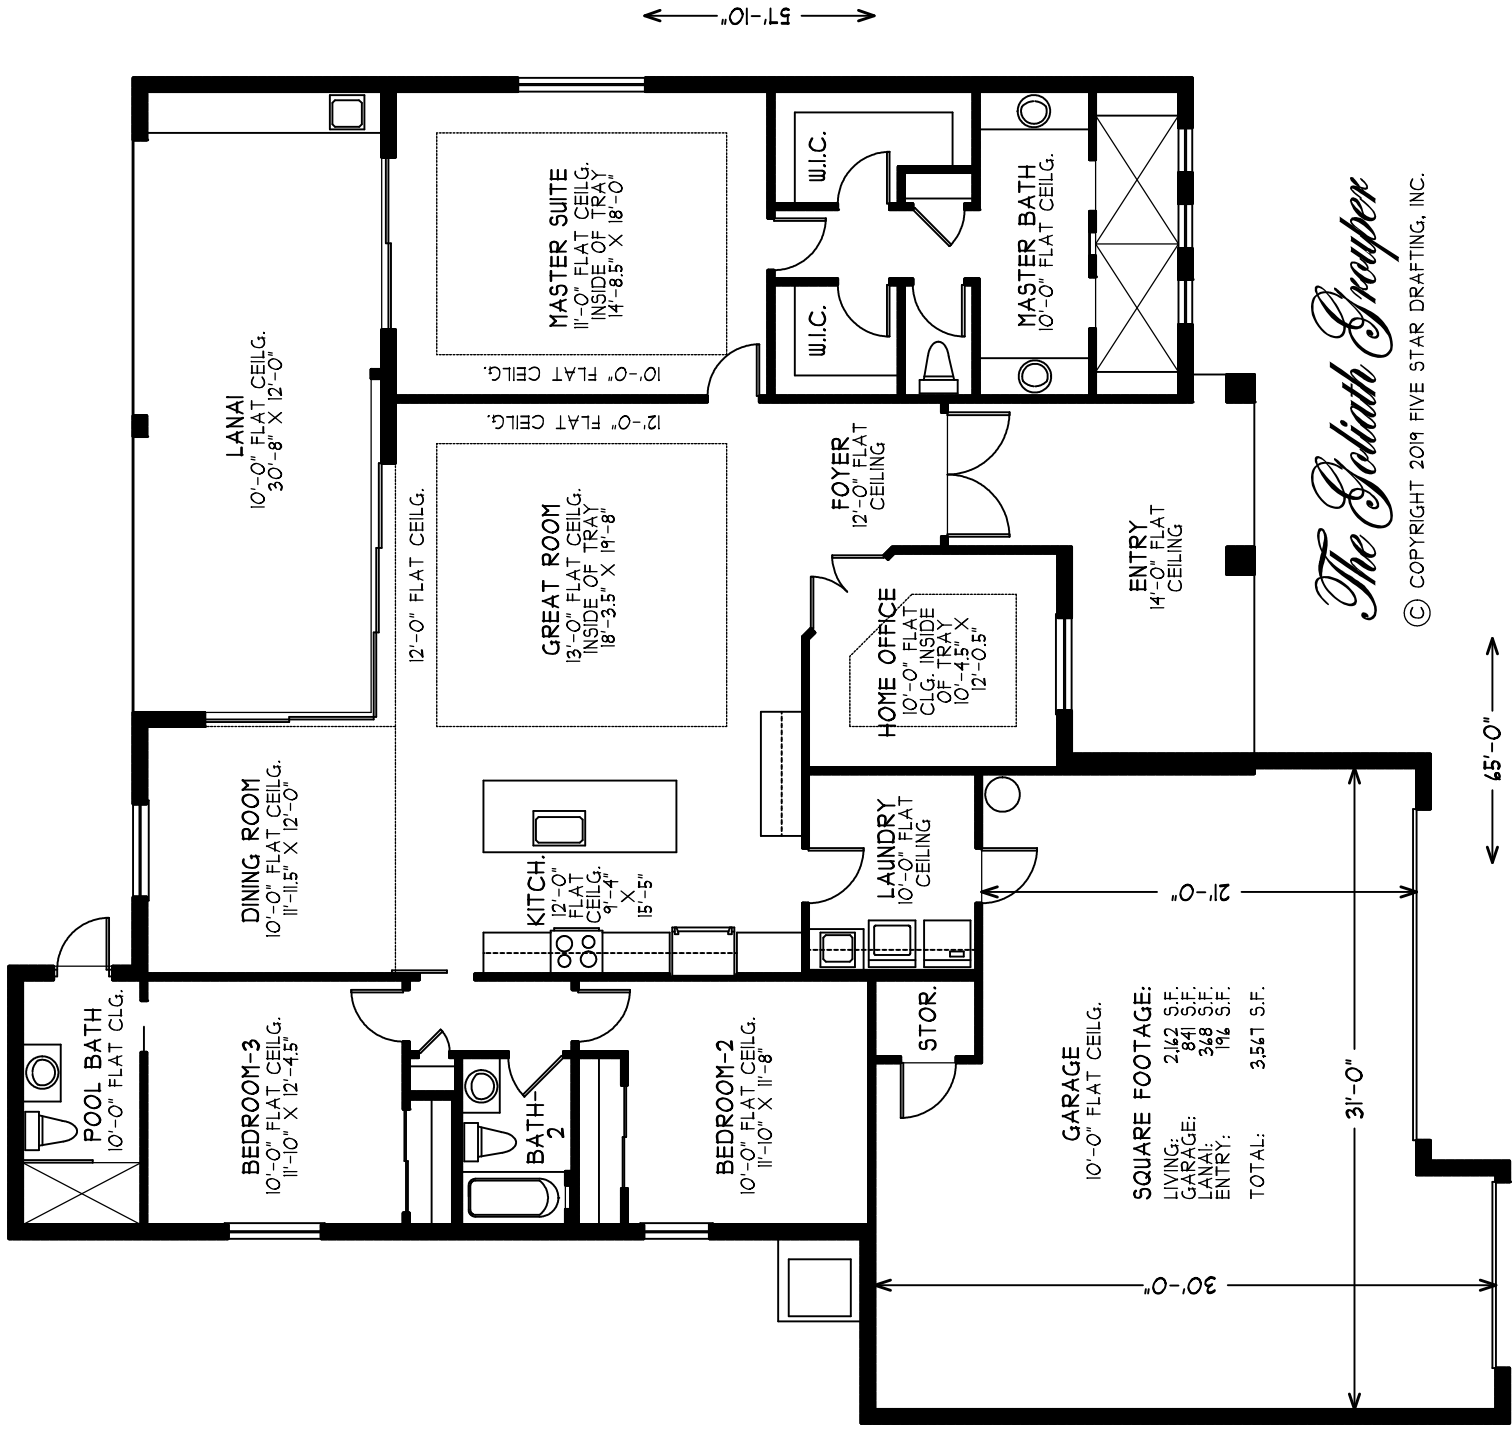 57'-10"
LANAI
10'-0" FLAT CEILG.
30'-8" X 12'-0"
MASTER SUITE
11'-0" FLAT CEILG.
INSIDE OF TRAY
14'-8.5" X 18'-0"
10'-0" FLAT CEILG.
W.I.C.
W.I.C.
MASTER BATH
10'-0" FLAT CEILG.
12'-0" FLAT CEILG.
12'-0" FLAT CEILG.
GREAT ROOM
13'-0" FLAT CEILG.
INSIDE OF TRAY
18'-3.5" X 19'-8"
FOYER
12'-0" FLAT
CEILING
ENTRY
14'-0" FLAT
CEILING
HOME OFFICE
10'-0" FLAT
CLG. INSIDE
OF TRAY
10'-4.5" X
12'-0.5"
DINING ROOM
10'-0" FLAT CEILG.
11'-11.5" X 12'-0"
KITCH.
12'-0"
FLAT
CEILG.
9'-4"
X
15'-5"
LAUNDRY
10'-0" FLAT
CEILING
POOL BATH
10'-0" FLAT CLG.
BEDROOM-3
10'-0" FLAT CEILG.
11'-10" X 12'-4.5"
BATH-
2
BEDROOM-2
10'-0" FLAT CEILG.
11'-10" X 11'-8"
STOR.
GARAGE
10'-0" FLAT CEILG.
21'-0"
30'-0"
31'-0"
SQUARE FOOTAGE:
LIVING: 2,162 S.F.
GARAGE: 841 S.F.
LANAI: 368 S.F.
ENTRY: 196 S.F.
TOTAL: 3,567 S.F.
The Goliath Grouper
© COPYRIGHT 2019 FIVE STAR DRAFTING, INC.
65'-0"